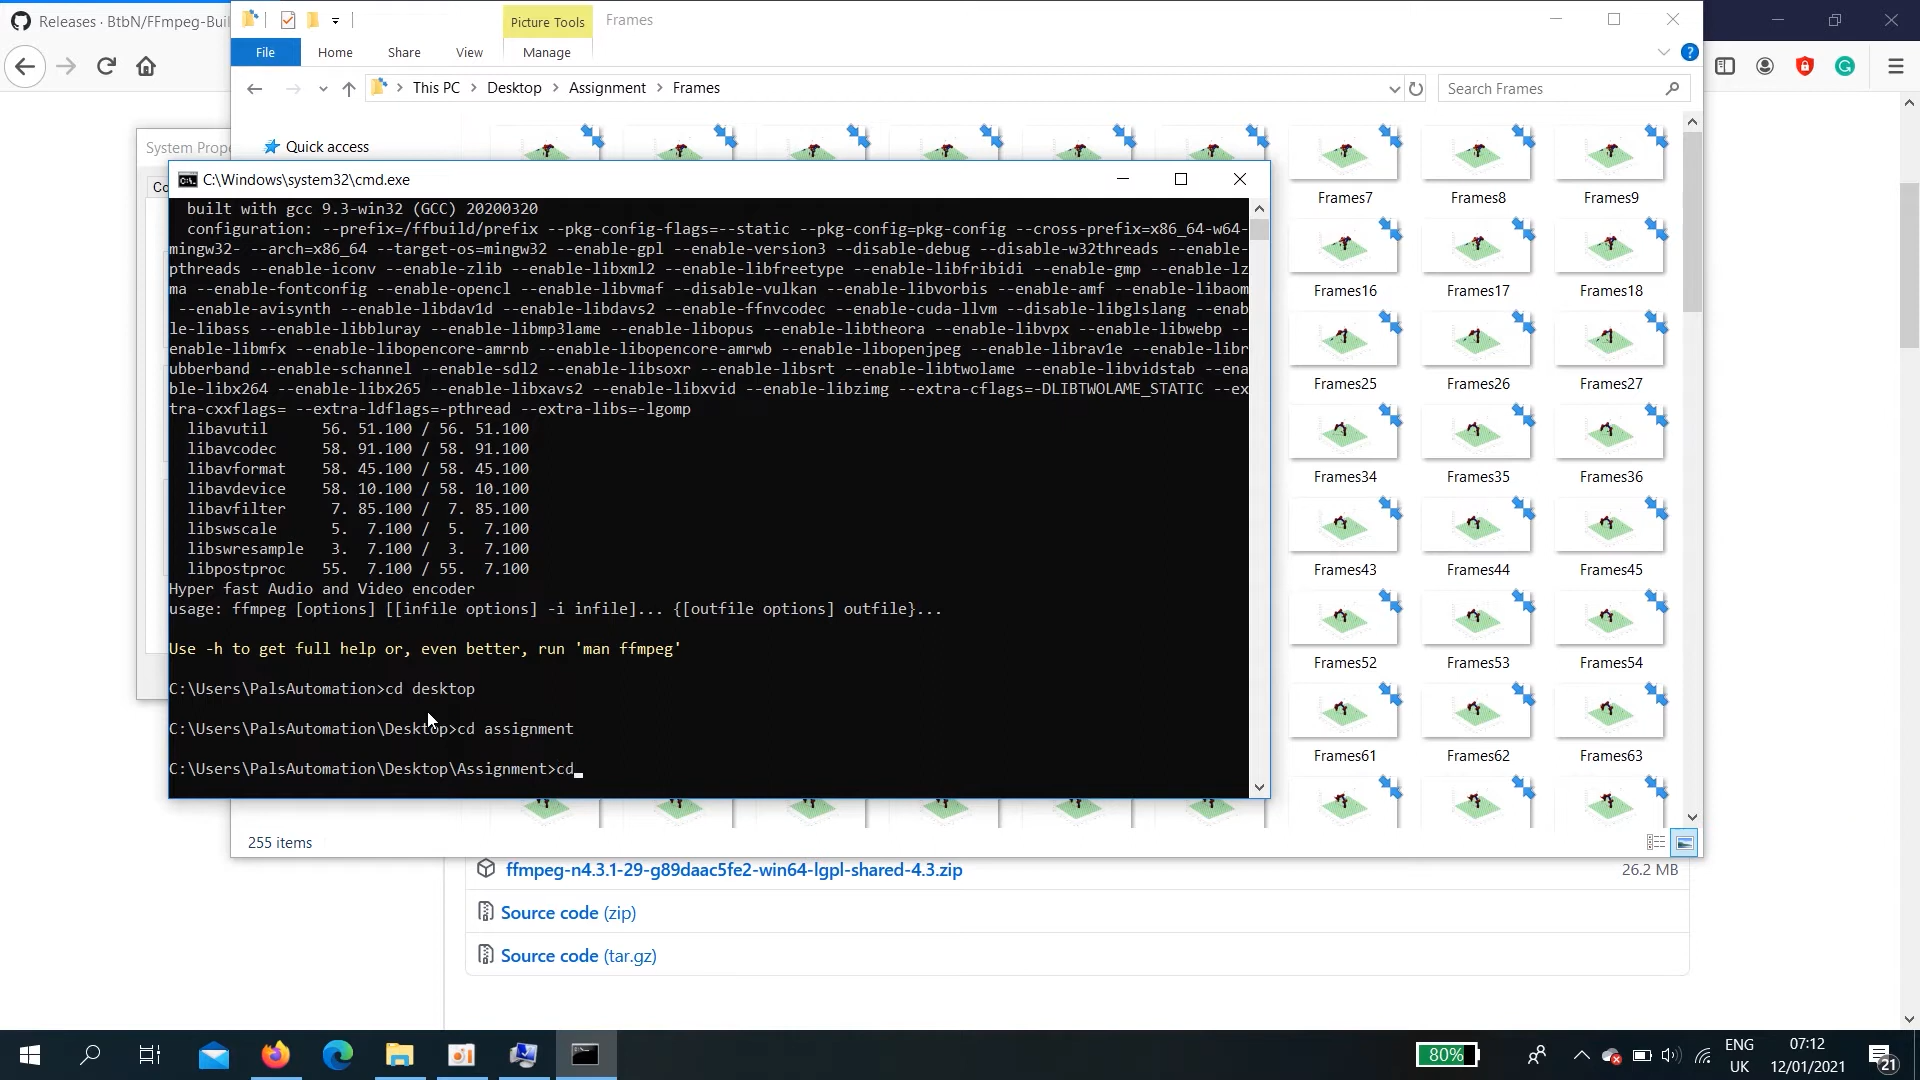 Releases · BtbN/FFmpeg-Buil
Picture Tools
Frames
File
Home
Share
View
Manage
This PC
Desktop
Assignment
Frames
Search Frames
System Prope
Co
Quick access
Frames7
Frames8
Frames9
C:\Windows\system32\cmd.exe
built with gcc 9.3-win32 (GCC) 20200320
configuration: --prefix=/ffbuild/prefix --pkg-config-flags=--static --pkg-config=pkg-config --cross-prefix=x86_64-w64-
mingw32- --arch=x86_64 --target-os=mingw32 --enable-gpl --enable-version3 --disable-debug --disable-w32threads --enable-
pthreads --enable-iconv --enable-zlib --enable-libxml2 --enable-libfreetype --enable-libfribidi --enable-gmp --enable-lz
ma --enable-fontconfig --enable-opencl --enable-libvmaf --disable-vulkan --enable-libvorbis --enable-amf --enable-libaom
--enable-avisynth --enable-libdav1d --enable-libdavs2 --enable-ffnvcodec --enable-cuda-llvm --disable-libglslang --enab
le-libass --enable-libbluray --enable-libmp3lame --enable-libopus --enable-libtheora --enable-libvpx --enable-libwebp --
enable-libmfx --enable-libopencore-amrnb --enable-libopencore-amrwb --enable-libopenjpeg --enable-librav1e --enable-libr
ubberband --enable-schannel --enable-sdl2 --enable-libsoxr --enable-libsrt --enable-libtwolame --enable-libvidstab --ena
ble-libx264 --enable-libx265 --enable-libxavs2 --enable-libxvid --enable-libzimg --extra-cflags=-DLIBTWOLAME_STATIC --ex
tra-cxxflags= --extra-ldflags=-pthread --extra-libs=-lgomp
libavutil 56. 51.100 / 56. 51.100
libavcodec 58. 91.100 / 58. 91.100
libavformat 58. 45.100 / 58. 45.100
libavdevice 58. 10.100 / 58. 10.100
libavfilter 7. 85.100 / 7. 85.100
libswscale 5. 7.100 / 5. 7.100
libswresample 3. 7.100 / 3. 7.100
libpostproc 55. 7.100 / 55. 7.100
Hyper fast Audio and Video encoder
usage: ffmpeg [options] [[infile options] -i infile]... {[outfile options] outfile}...
Use -h to get full help or, even better, run 'man ffmpeg'
C:\Users\PalsAutomation>cd desktop
C:\Users\PalsAutomation\Desktop>cd assignment
C:\Users\PalsAutomation\Desktop\Assignment>cd
Frames16
Frames17
Frames18
Frames25
Frames26
Frames27
Frames34
Frames35
Frames36
Frames43
Frames44
Frames45
Frames52
Frames53
Frames54
Frames61
Frames62
Frames63
255 items
ffmpeg-n4.3.1-29-g89daac5fe2-win64-lgpl-shared-4.3.zip
26.2 MB
Source code (zip)
Source code (tar.gz)
80%
ENG
UK
07:12
12/01/2021
21